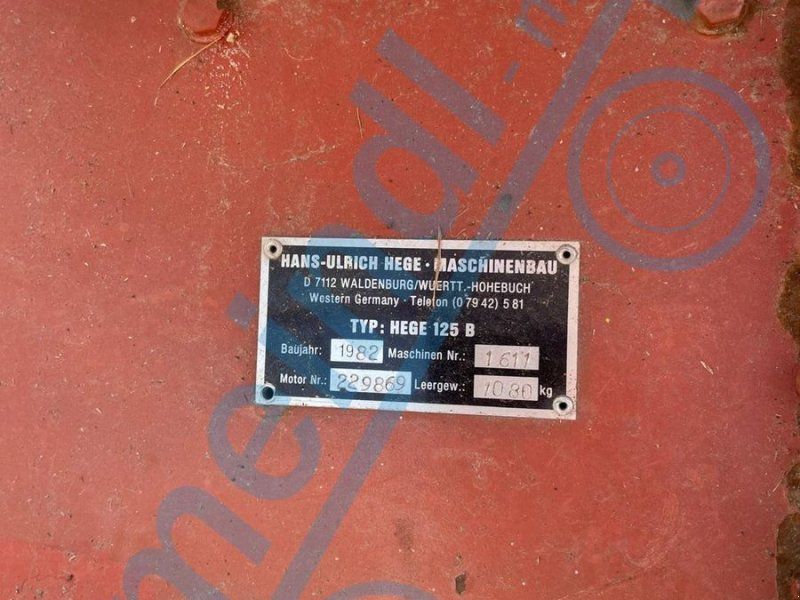 HANS-ULRICH HEGE · MASCHINENBAU
D 7112 WALDENBURG/WUERTT.-HOHEBUCH
Western Germany · Telefon (0 79 42) 5 81
TYP: HEGE 125 B
Baujahr: 1982 Maschinen Nr.: 1611
Motor Nr.: 229869 Leergew.: 1080 kg
meindl-m